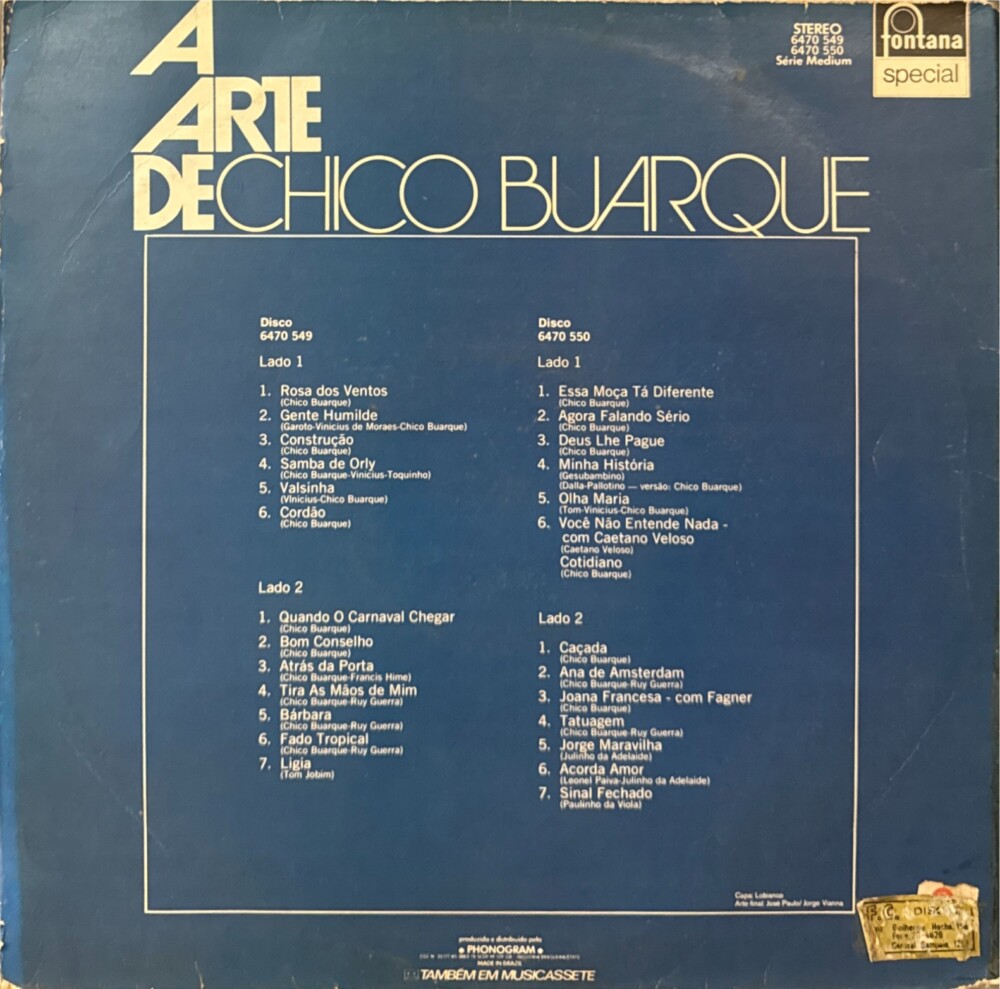 A
ARTE
DE CHICO BUARQUE
STEREO
6470 549
6470 550
Série Medium
fontana
special
Disco
6470 549
Lado 1
1. Rosa dos Ventos
(Chico Buarque)
2. Gente Humilde
(Garoto-Vinicius de Moraes-Chico Buarque)
3. Construção
(Chico Buarque)
4. Samba de Orly
(Chico Buarque-Vinicius-Toquinho)
5. Valsinha
(Vinicius-Chico Buarque)
6. Cordão
(Chico Buarque)
Lado 2
1. Quando O Carnaval Chegar
(Chico Buarque)
2. Bom Conselho
(Chico Buarque)
3. Atrás da Porta
(Chico Buarque-Francis Hime)
4. Tira As Mãos de Mim
(Chico Buarque-Ruy Guerra)
5. Bárbara
(Chico Buarque-Ruy Guerra)
6. Fado Tropical
(Chico Buarque-Ruy Guerra)
7. Ligia
(Tom Jobim)
Disco
6470 550
Lado 1
1. Essa Moça Tá Diferente
(Chico Buarque)
2. Agora Falando Sério
(Chico Buarque)
3. Deus Lhe Pague
(Chico Buarque)
4. Minha História
(Gesubambino)
(Dalla-Pallotino — versão: Chico Buarque)
5. Olha Maria
(Tom-Vinicius-Chico Buarque)
6. Você Não Entende Nada -
com Caetano Veloso
(Caetano Veloso)
Cotidiano
(Chico Buarque)
Lado 2
1. Caçada
(Chico Buarque)
2. Ana de Amsterdam
(Chico Buarque-Ruy Guerra)
3. Joana Francesa - com Fagner
(Chico Buarque)
4. Tatuagem
(Chico Buarque-Ruy Guerra)
5. Jorge Maravilha
(Julinho da Adelaide)
6. Acorda Amor
(Leonel Paiva-Julinho da Adelaide)
7. Sinal Fechado
(Paulinho da Viola)
Capa: Lobianco
Arte final: José Paulo/Jorge Vianna
produzido e distribuído pela
PHONOGRAM
MADE IN BRAZIL
TAMBÉM EM MUSICASSETE